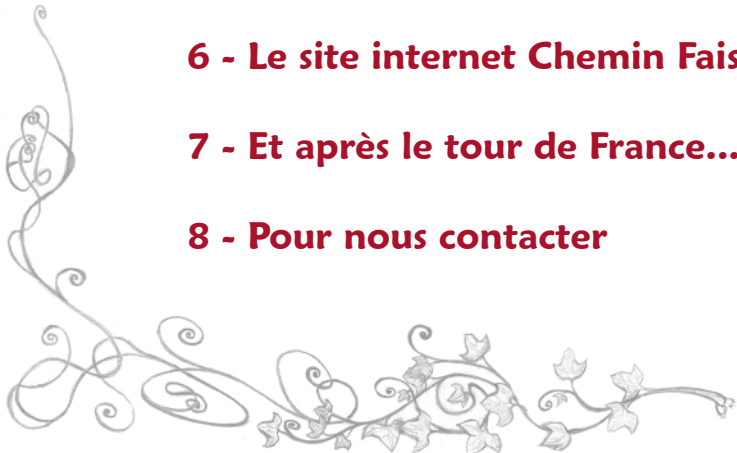 6 - Le site internet Chemin Fais
7 - Et après le tour de France...
8 - Pour nous contacter